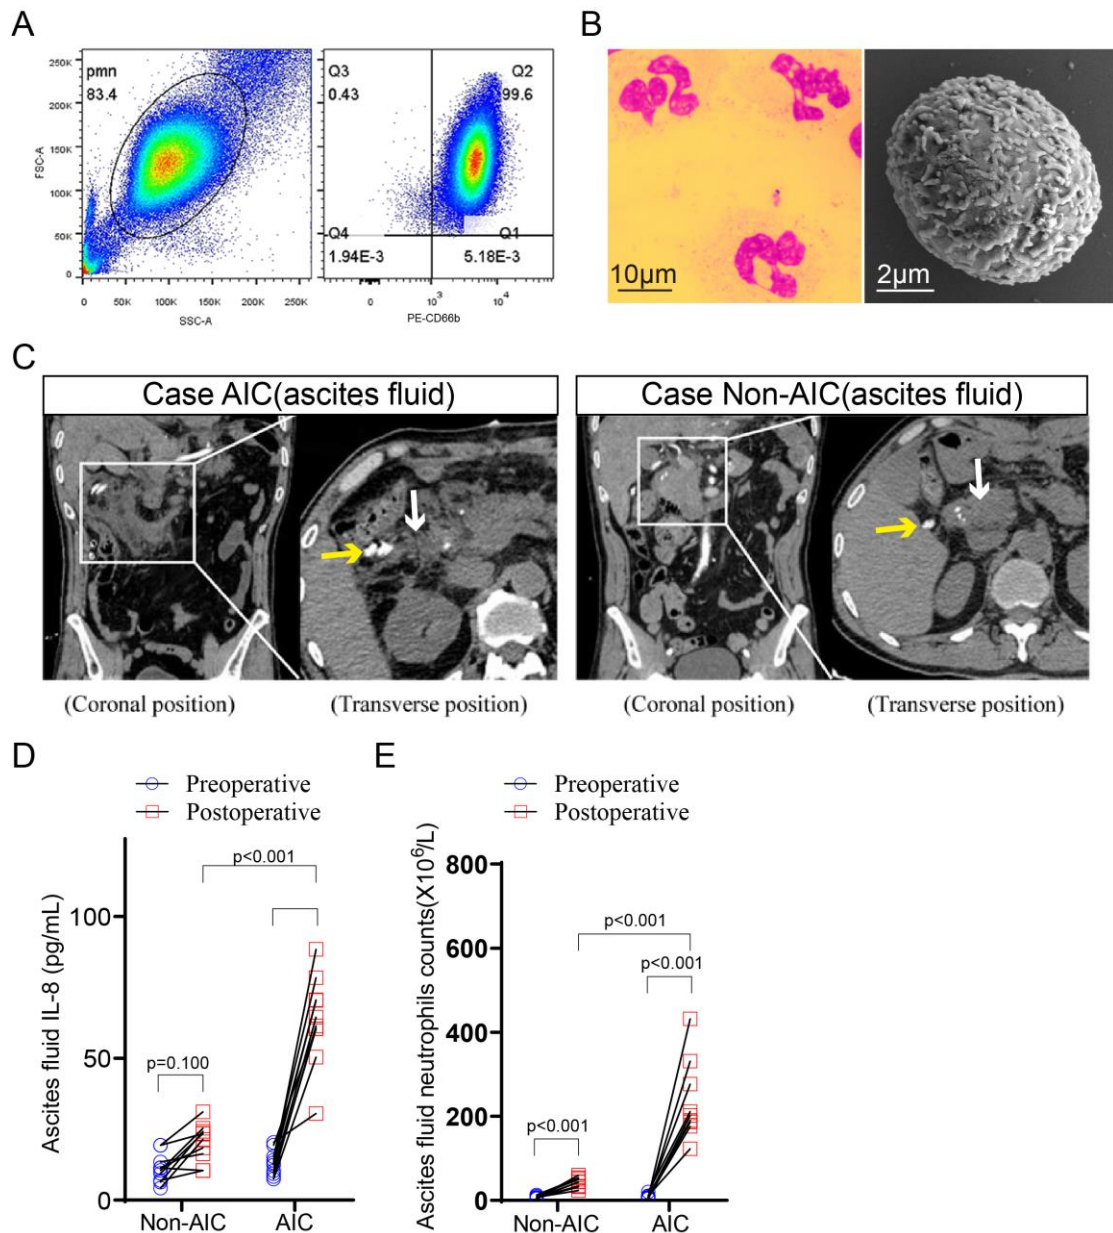 A
pmn
83.4
250K
200K
150K
100K
50K
0
FSC-A
0 50K 100K 150K 200K 250K
SSC-A
Q3
0.43
Q2
99.6
Q4
1.94E-3
Q1
5.18E-3
0 10³ 10⁴
PE-CD66b
B
10μm
2μm
C
Case AIC(ascites fluid)
Case Non-AIC(ascites fluid)
(Coronal position)
(Transverse position)
(Coronal position)
(Transverse position)
D
Preoperative
Postoperative
Ascites fluid IL-8 (pg/mL)
100
50
0
p<0.001
p=0.100
Non-AIC
AIC
E
Preoperative
Postoperative
Ascites fluid neutrophils counts(X10⁶/L)
800
600
400
200
0
p<0.001
p<0.001
p<0.001
Non-AIC
AIC